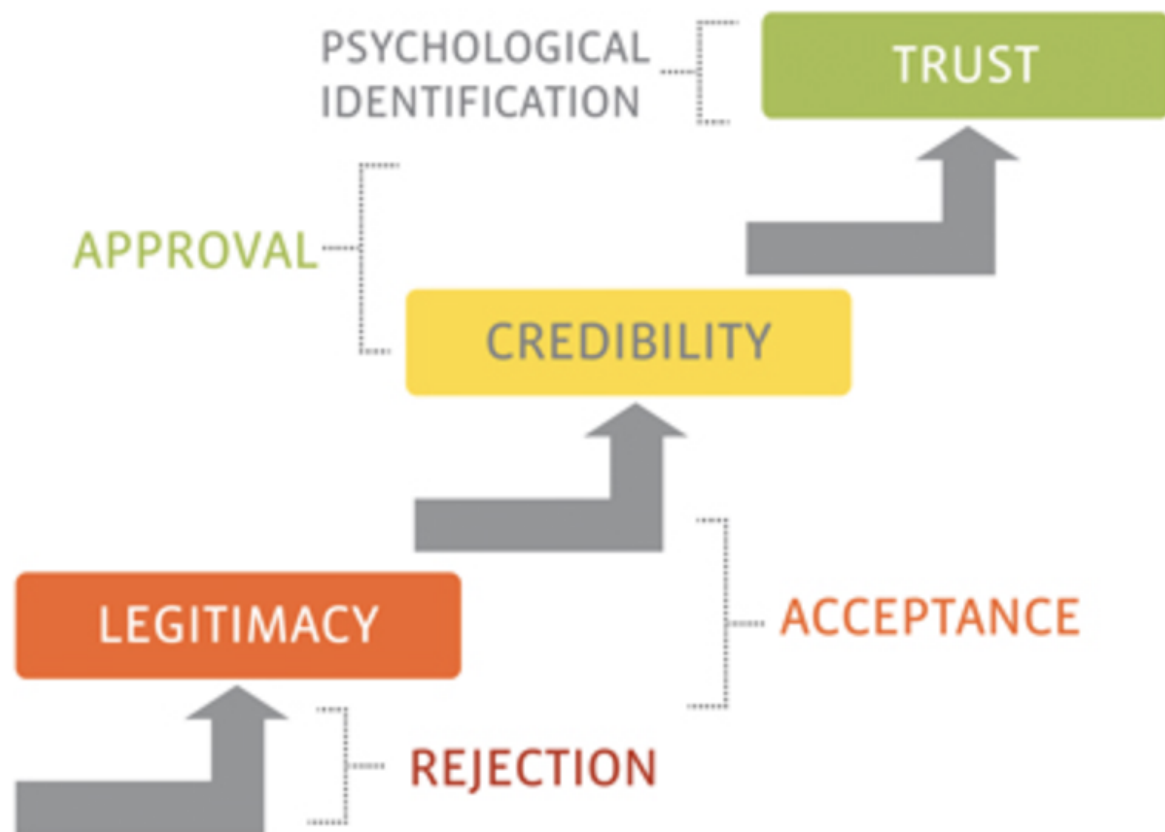 PSYCHOLOGICAL
IDENTIFICATION
TRUST
APPROVAL
CREDIBILITY
LEGITIMACY
ACCEPTANCE
REJECTION